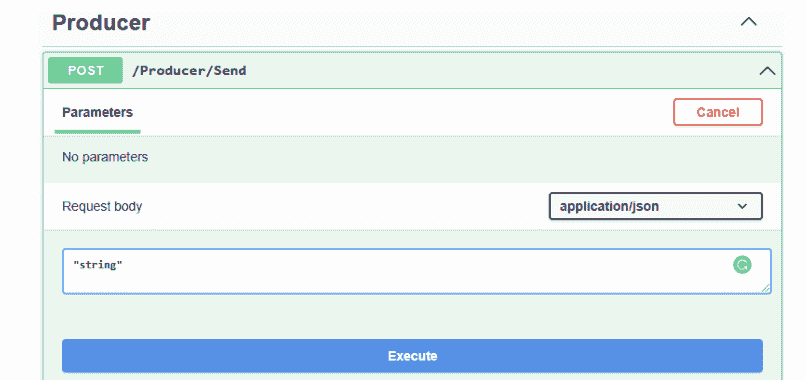 Producer
POST /Producer/Send
Parameters Cancel
No parameters
Request body application/json
"string"
Execute